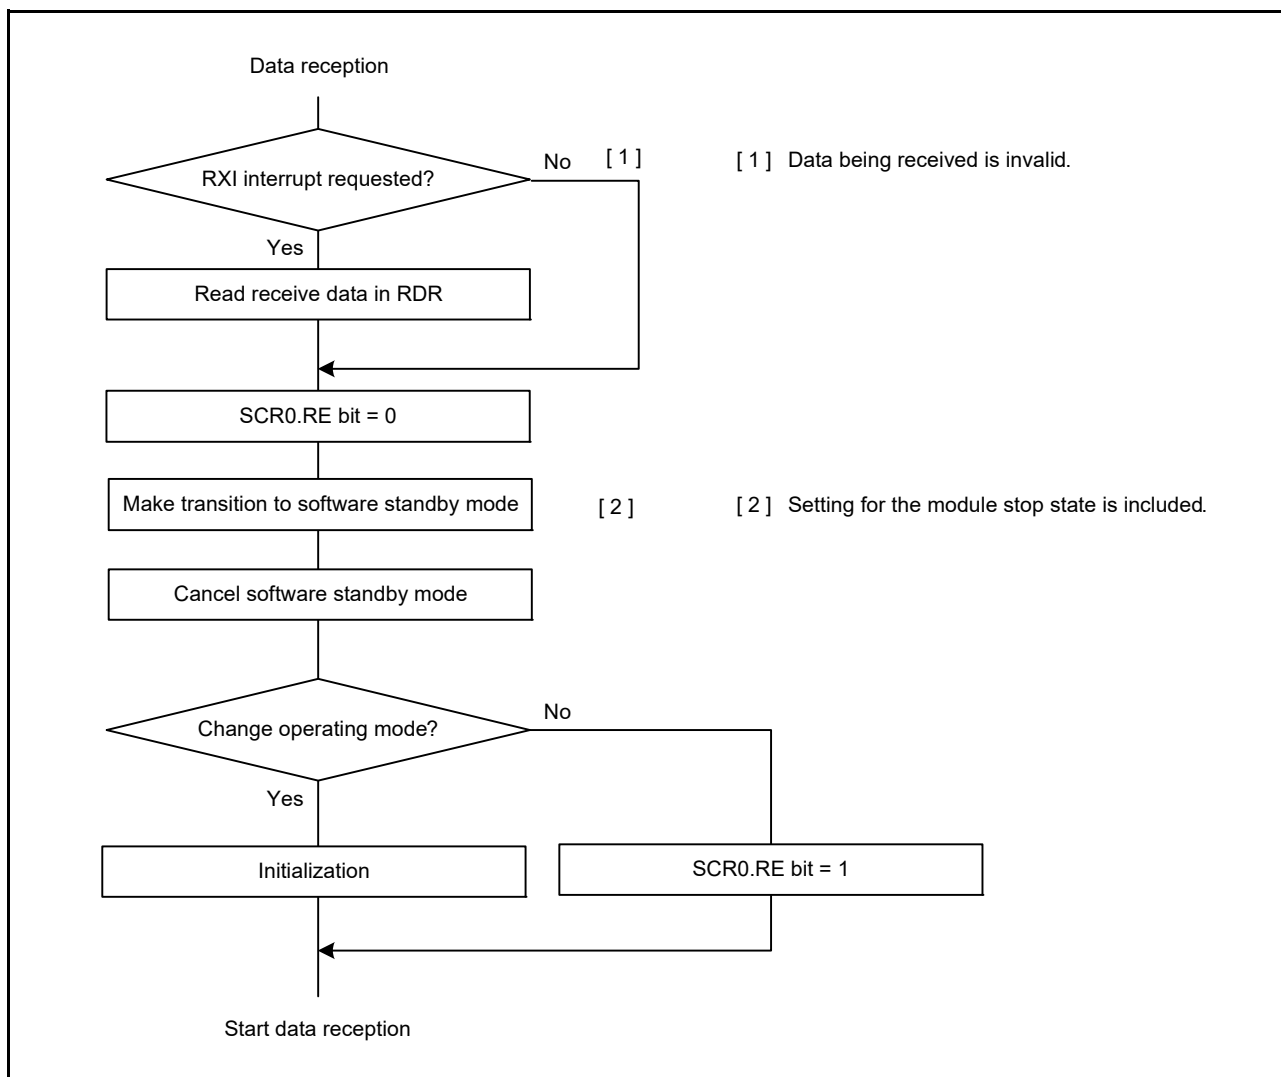 Data reception
RXI interrupt requested?
No [ 1 ]
[ 1 ] Data being received is invalid.
Yes
Read receive data in RDR
SCR0.RE bit = 0
Make transition to software standby mode
[ 2 ]
[ 2 ] Setting for the module stop state is included.
Cancel software standby mode
Change operating mode?
No
Yes
Initialization
SCR0.RE bit = 1
Start data reception